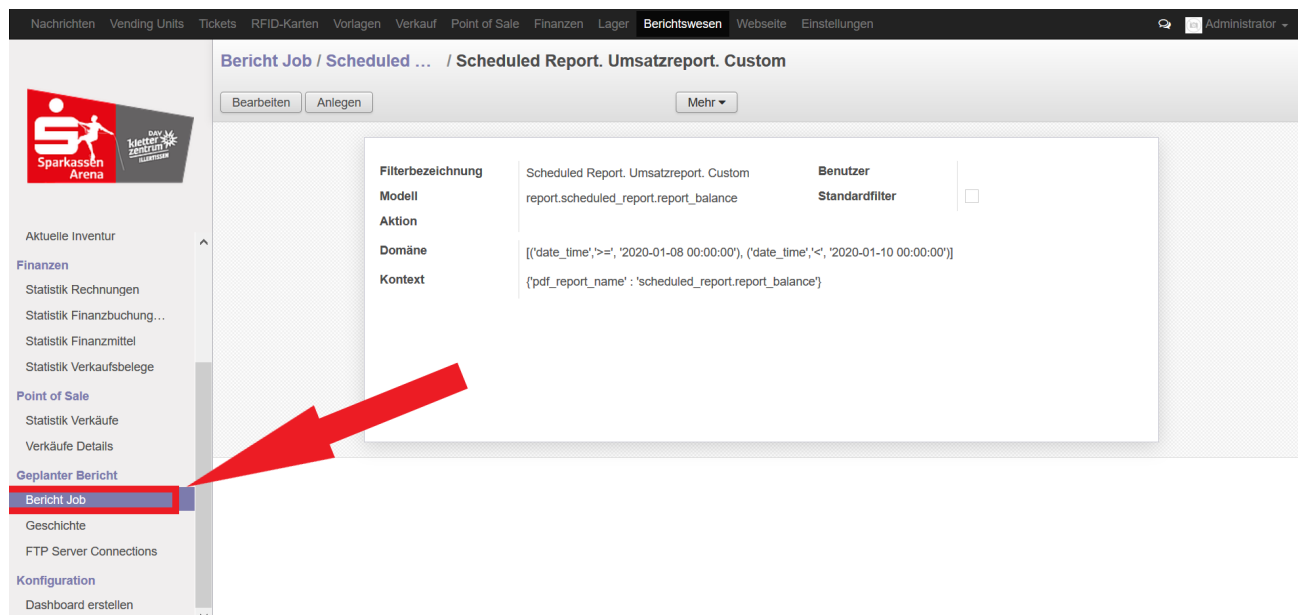 Nachrichten Vending Units Tickets RFID-Karten Vorlagen Verkauf Point of Sale Finanzen Lager Berichtswesen Webseite Einstellungen Administrator
Bericht Job / Scheduled ... / Scheduled Report. Umsatzreport. Custom
Bearbeiten Anlegen Mehr
Sparkassen
Arena
DAV
kletter
zentrum
ILLERTISSEN
Filterbezeichnung Scheduled Report. Umsatzreport. Custom Benutzer
Modell report.scheduled_report.report_balance Standardfilter
Aktion
Domäne [('date_time','>=', '2020-01-08 00:00:00'), ('date_time','<', '2020-01-10 00:00:00')]
Kontext {'pdf_report_name' : 'scheduled_report.report_balance'}
Aktuelle Inventur
Finanzen
Statistik Rechnungen
Statistik Finanzbuchung...
Statistik Finanzmittel
Statistik Verkaufsbelege
Point of Sale
Statistik Verkäufe
Verkäufe Details
Geplanter Bericht
Bericht Job
Geschichte
FTP Server Connections
Konfiguration
Dashboard erstellen